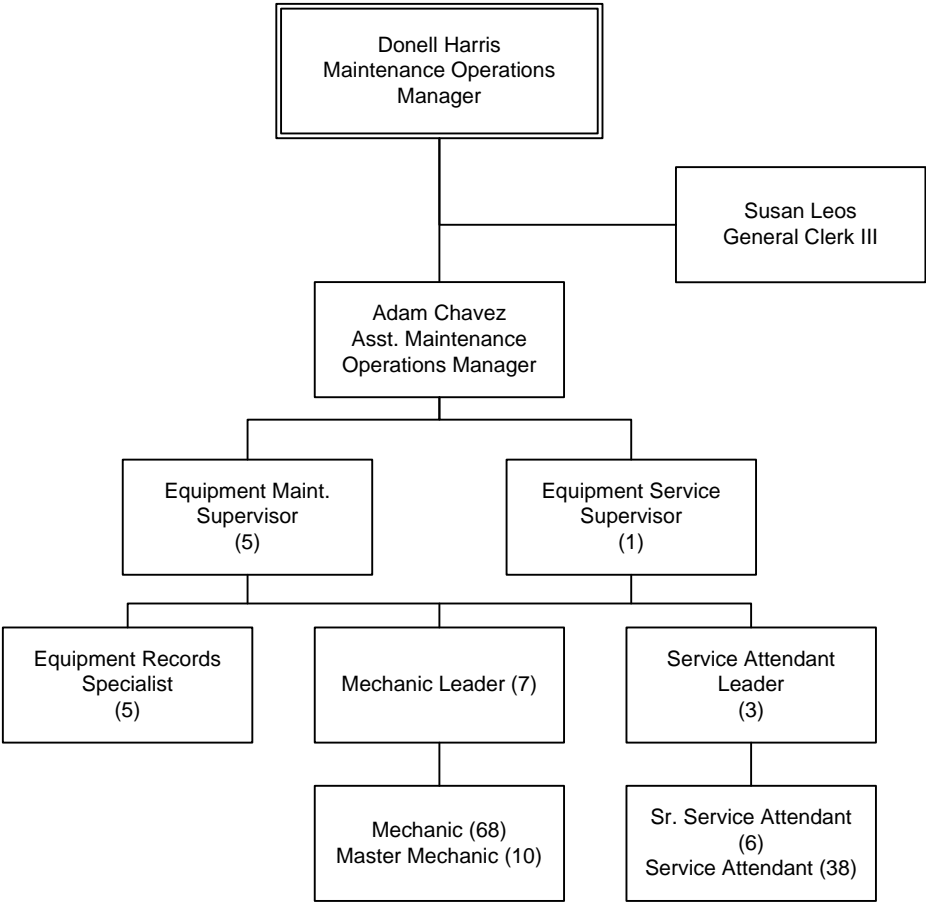 Donell Harris
Maintenance Operations
Manager
Susan Leos
General Clerk III
Adam Chavez
Asst. Maintenance
Operations Manager
Equipment Maint.
Supervisor
(5)
Equipment Service
Supervisor
(1)
Equipment Records
Specialist
(5)
Mechanic Leader (7)
Service Attendant
Leader
(3)
Mechanic (68)
Master Mechanic (10)
Sr. Service Attendant
(6)
Service Attendant (38)